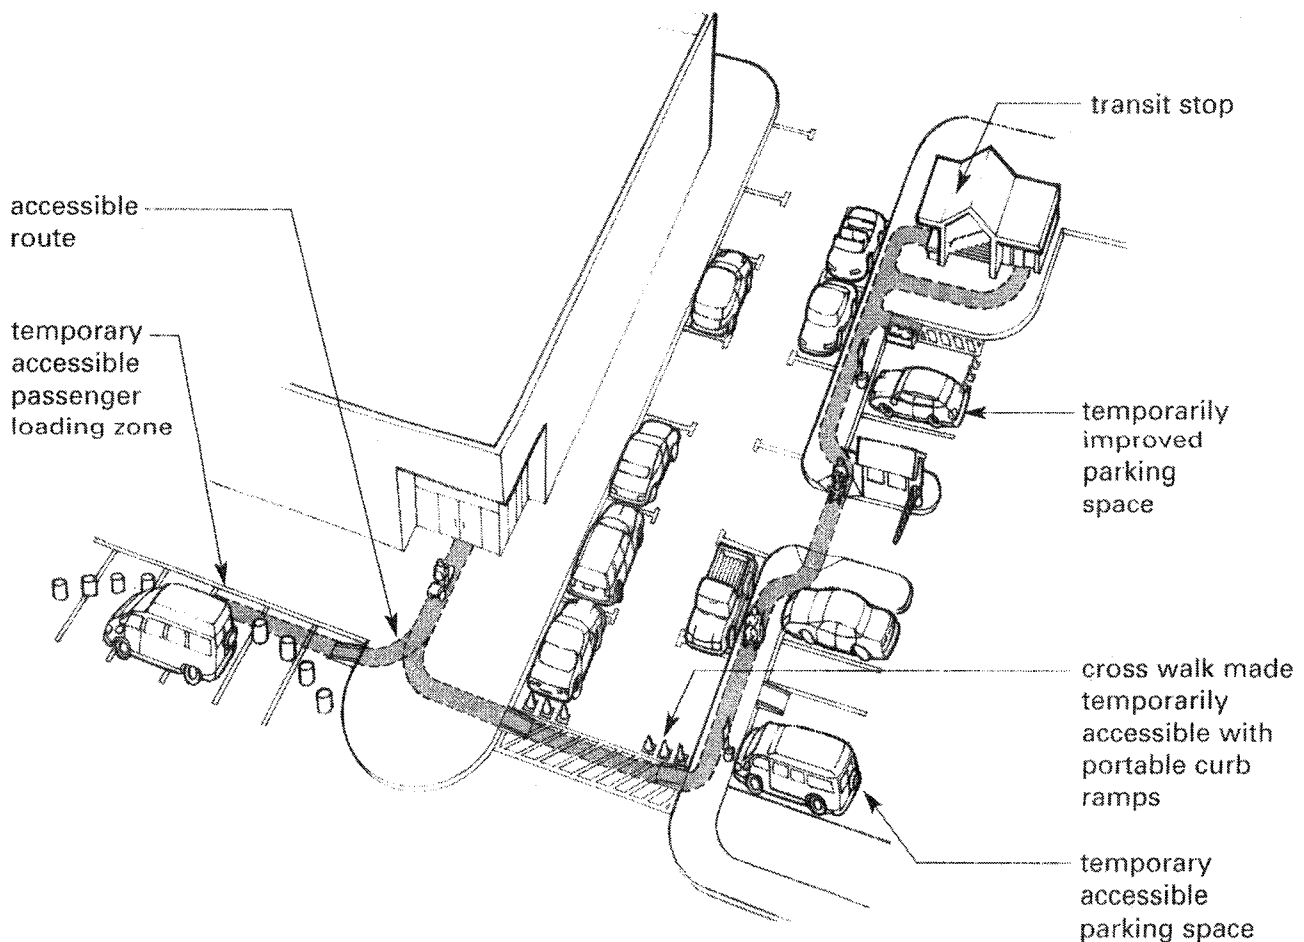 transit stop
accessible
route
temporary
accessible
passenger
loading zone
temporarily
improved
parking
space
cross walk made
temporarily
accessible with
portable curb
ramps
temporary
accessible
parking space